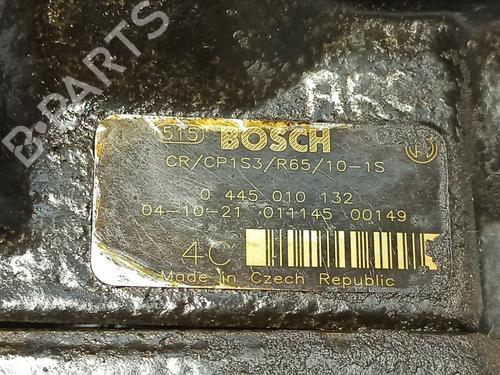 B-PARTS
515 BOSCH
CR/CP1S3/R65/10-1S
0 445 010 132
04-10-21 011145 00149
4C
Made in Czech Republic